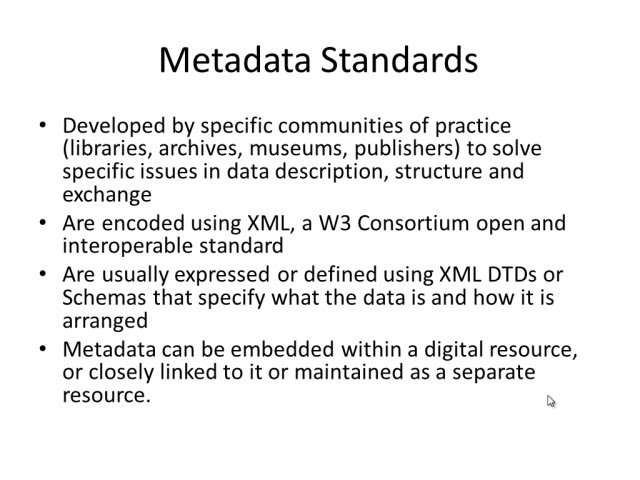 Metadata Standards
• Developed by specific communities of practice
(libraries, archives, museums, publishers) to solve
specific issues in data description, structure and
exchange
• Are encoded using XML, a W3 Consortium open and
interoperable standard
• Are usually expressed or defined using XML DTDs or
Schemas that specify what the data is and how it is
arranged
• Metadata can be embedded within a digital resource,
or closely linked to it or maintained as a separate
resource.